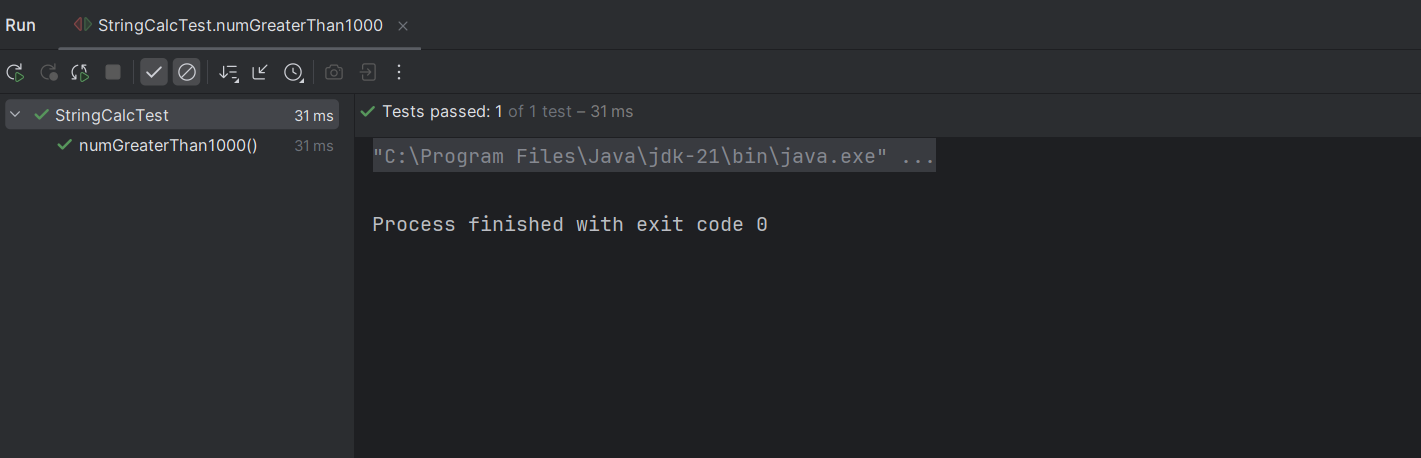 Run StringCalcTest.numGreaterThan1000
StringCalcTest 31 ms
numGreaterThan1000() 31 ms
Tests passed: 1 of 1 test – 31 ms
"C:\Program Files\Java\jdk-21\bin\java.exe" ...
Process finished with exit code 0